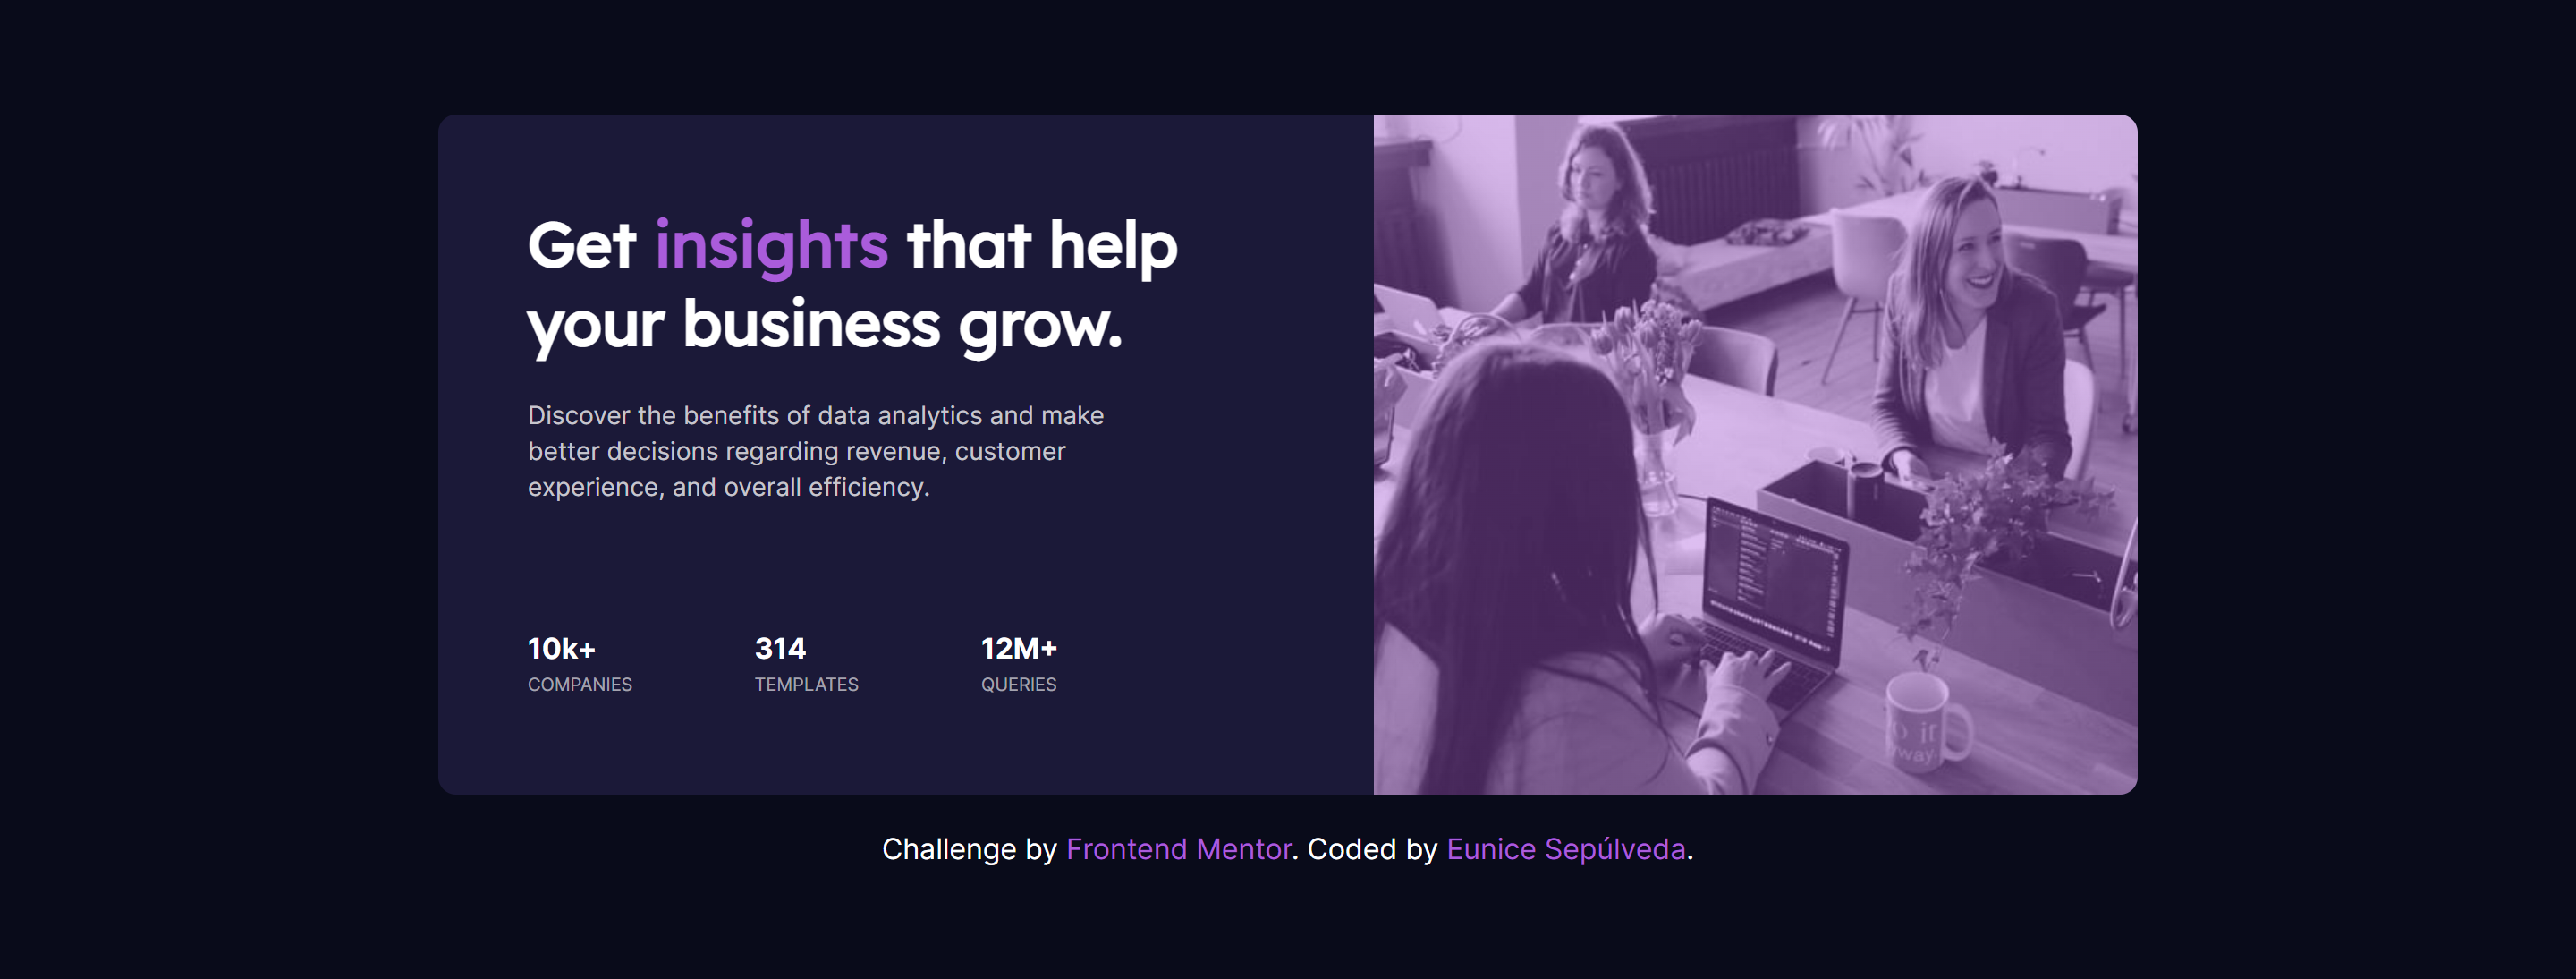 Get insights that help
your business grow.
Discover the benefits of data analytics and make
better decisions regarding revenue, customer
experience, and overall efficiency.
10k+
COMPANIES
314
TEMPLATES
12M+
QUERIES
Challenge by Frontend Mentor. Coded by Eunice Sepúlveda.